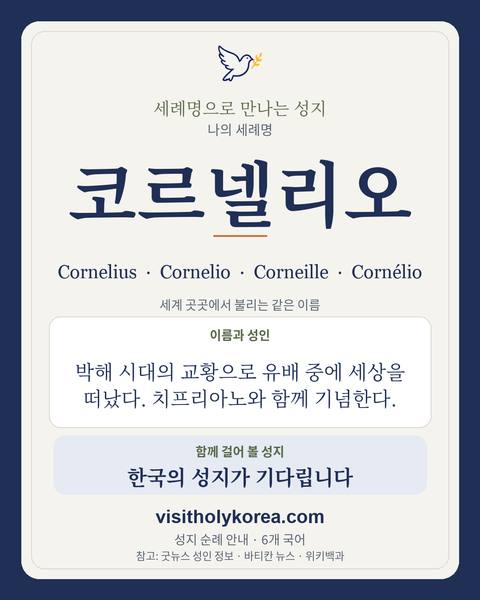 세례명으로 만나는 성지
나의 세례명
코르넬리오
Cornelius · Cornelio · Corneille · Cornélio
세계 곳곳에서 불리는 같은 이름
이름과 성인
박해 시대의 교황으로 유배 중에 세상을
떠났다. 치프리아노와 함께 기념한다.
함께 걸어 볼 성지
한국의 성지가 기다립니다
visitholykorea.com
성지 순례 안내 · 6개 국어
참고: 굿뉴스 성인 정보 · 바티칸 뉴스 · 위키백과